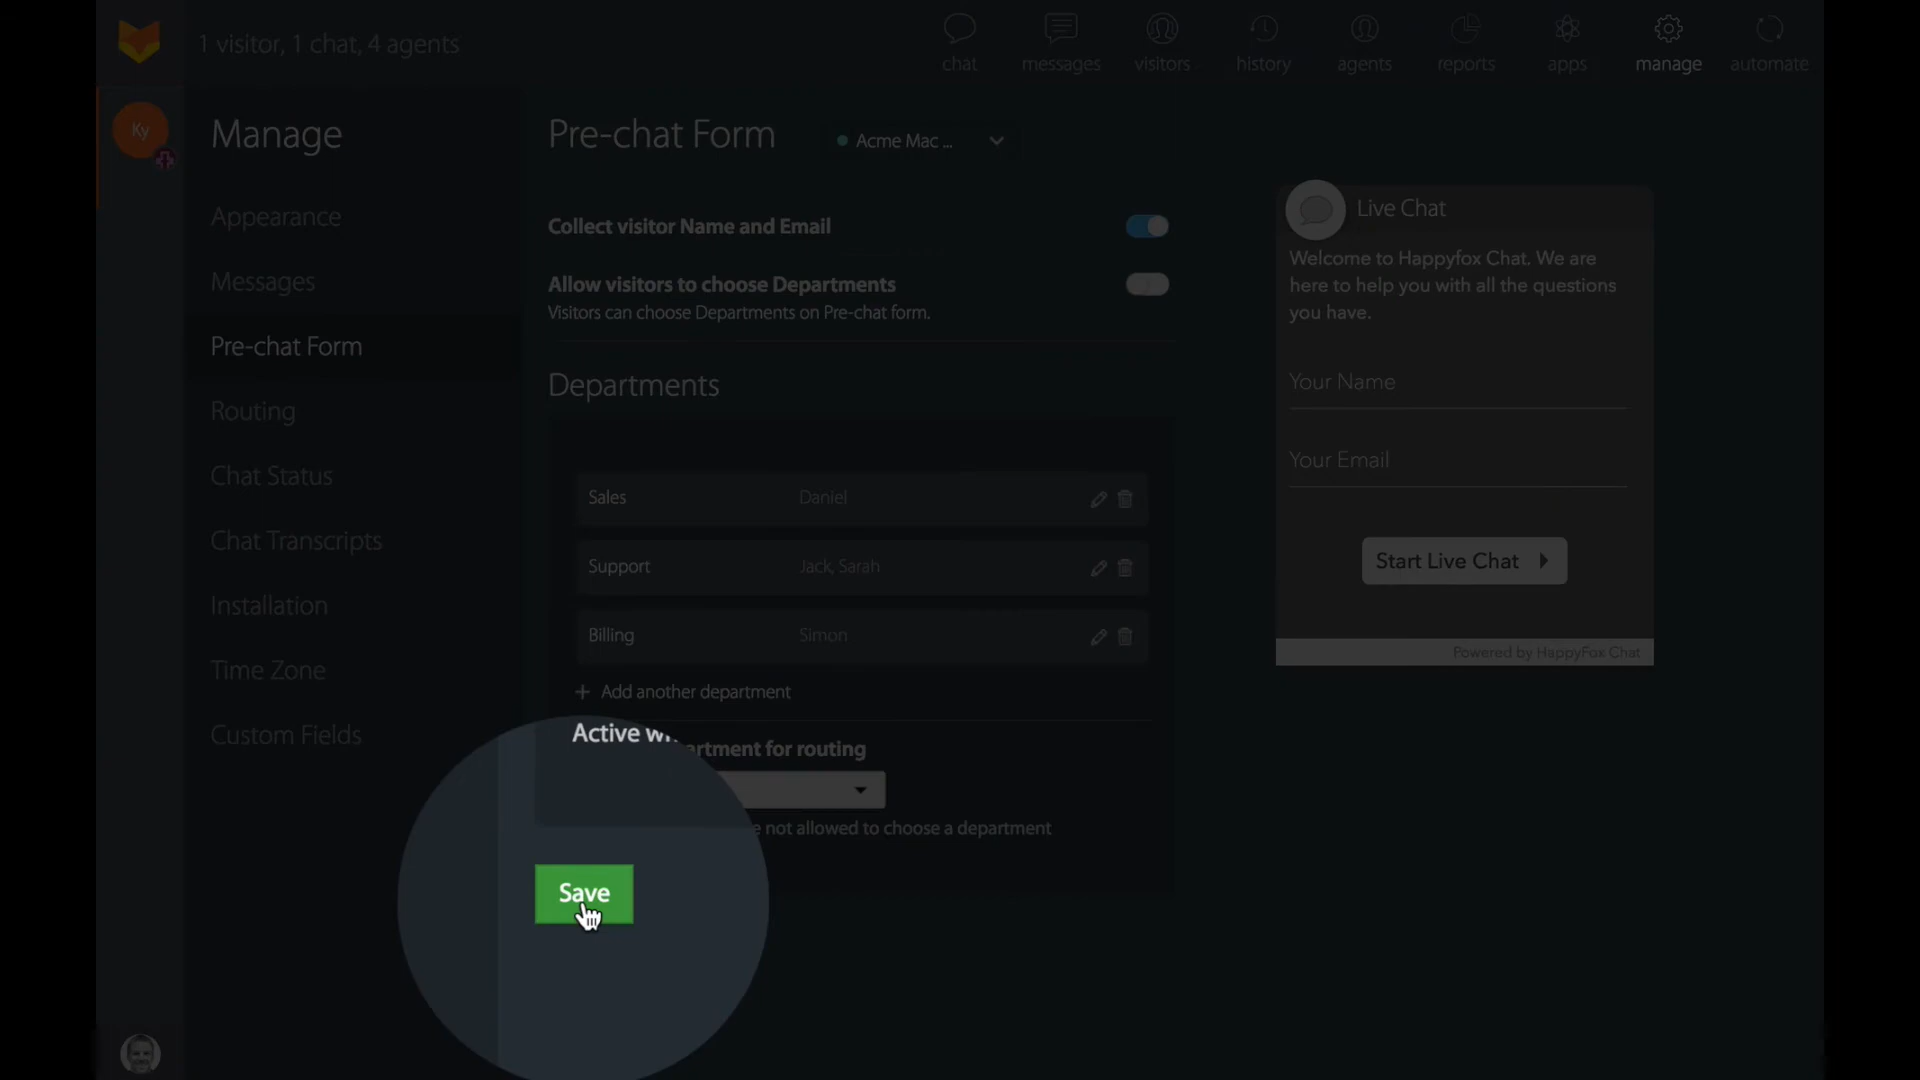 1 visitor, 1 chat, 4 agents
chat
messages
visitors
history
agents
reports
apps
manage
automate
Ky
Manage
Appearance
Messages
Pre-chat Form
Routing
Chat Status
Chat Transcripts
Installation
Time Zone
Custom Fields
Pre-chat Form
Acme Mac ...
Collect visitor Name and Email
Allow visitors to choose Departments
Visitors can choose Departments on Pre-chat form.
Departments
Sales Daniel
Support Jack, Sarah
Billing Simon
+ Add another department
Active
for routing
not allowed to choose a department
Save
Live Chat
Welcome to Happyfox Chat. We are
here to help you with all the questions
you have.
Your Name
Your Email
Start Live Chat
Powered by HappyFox Chat